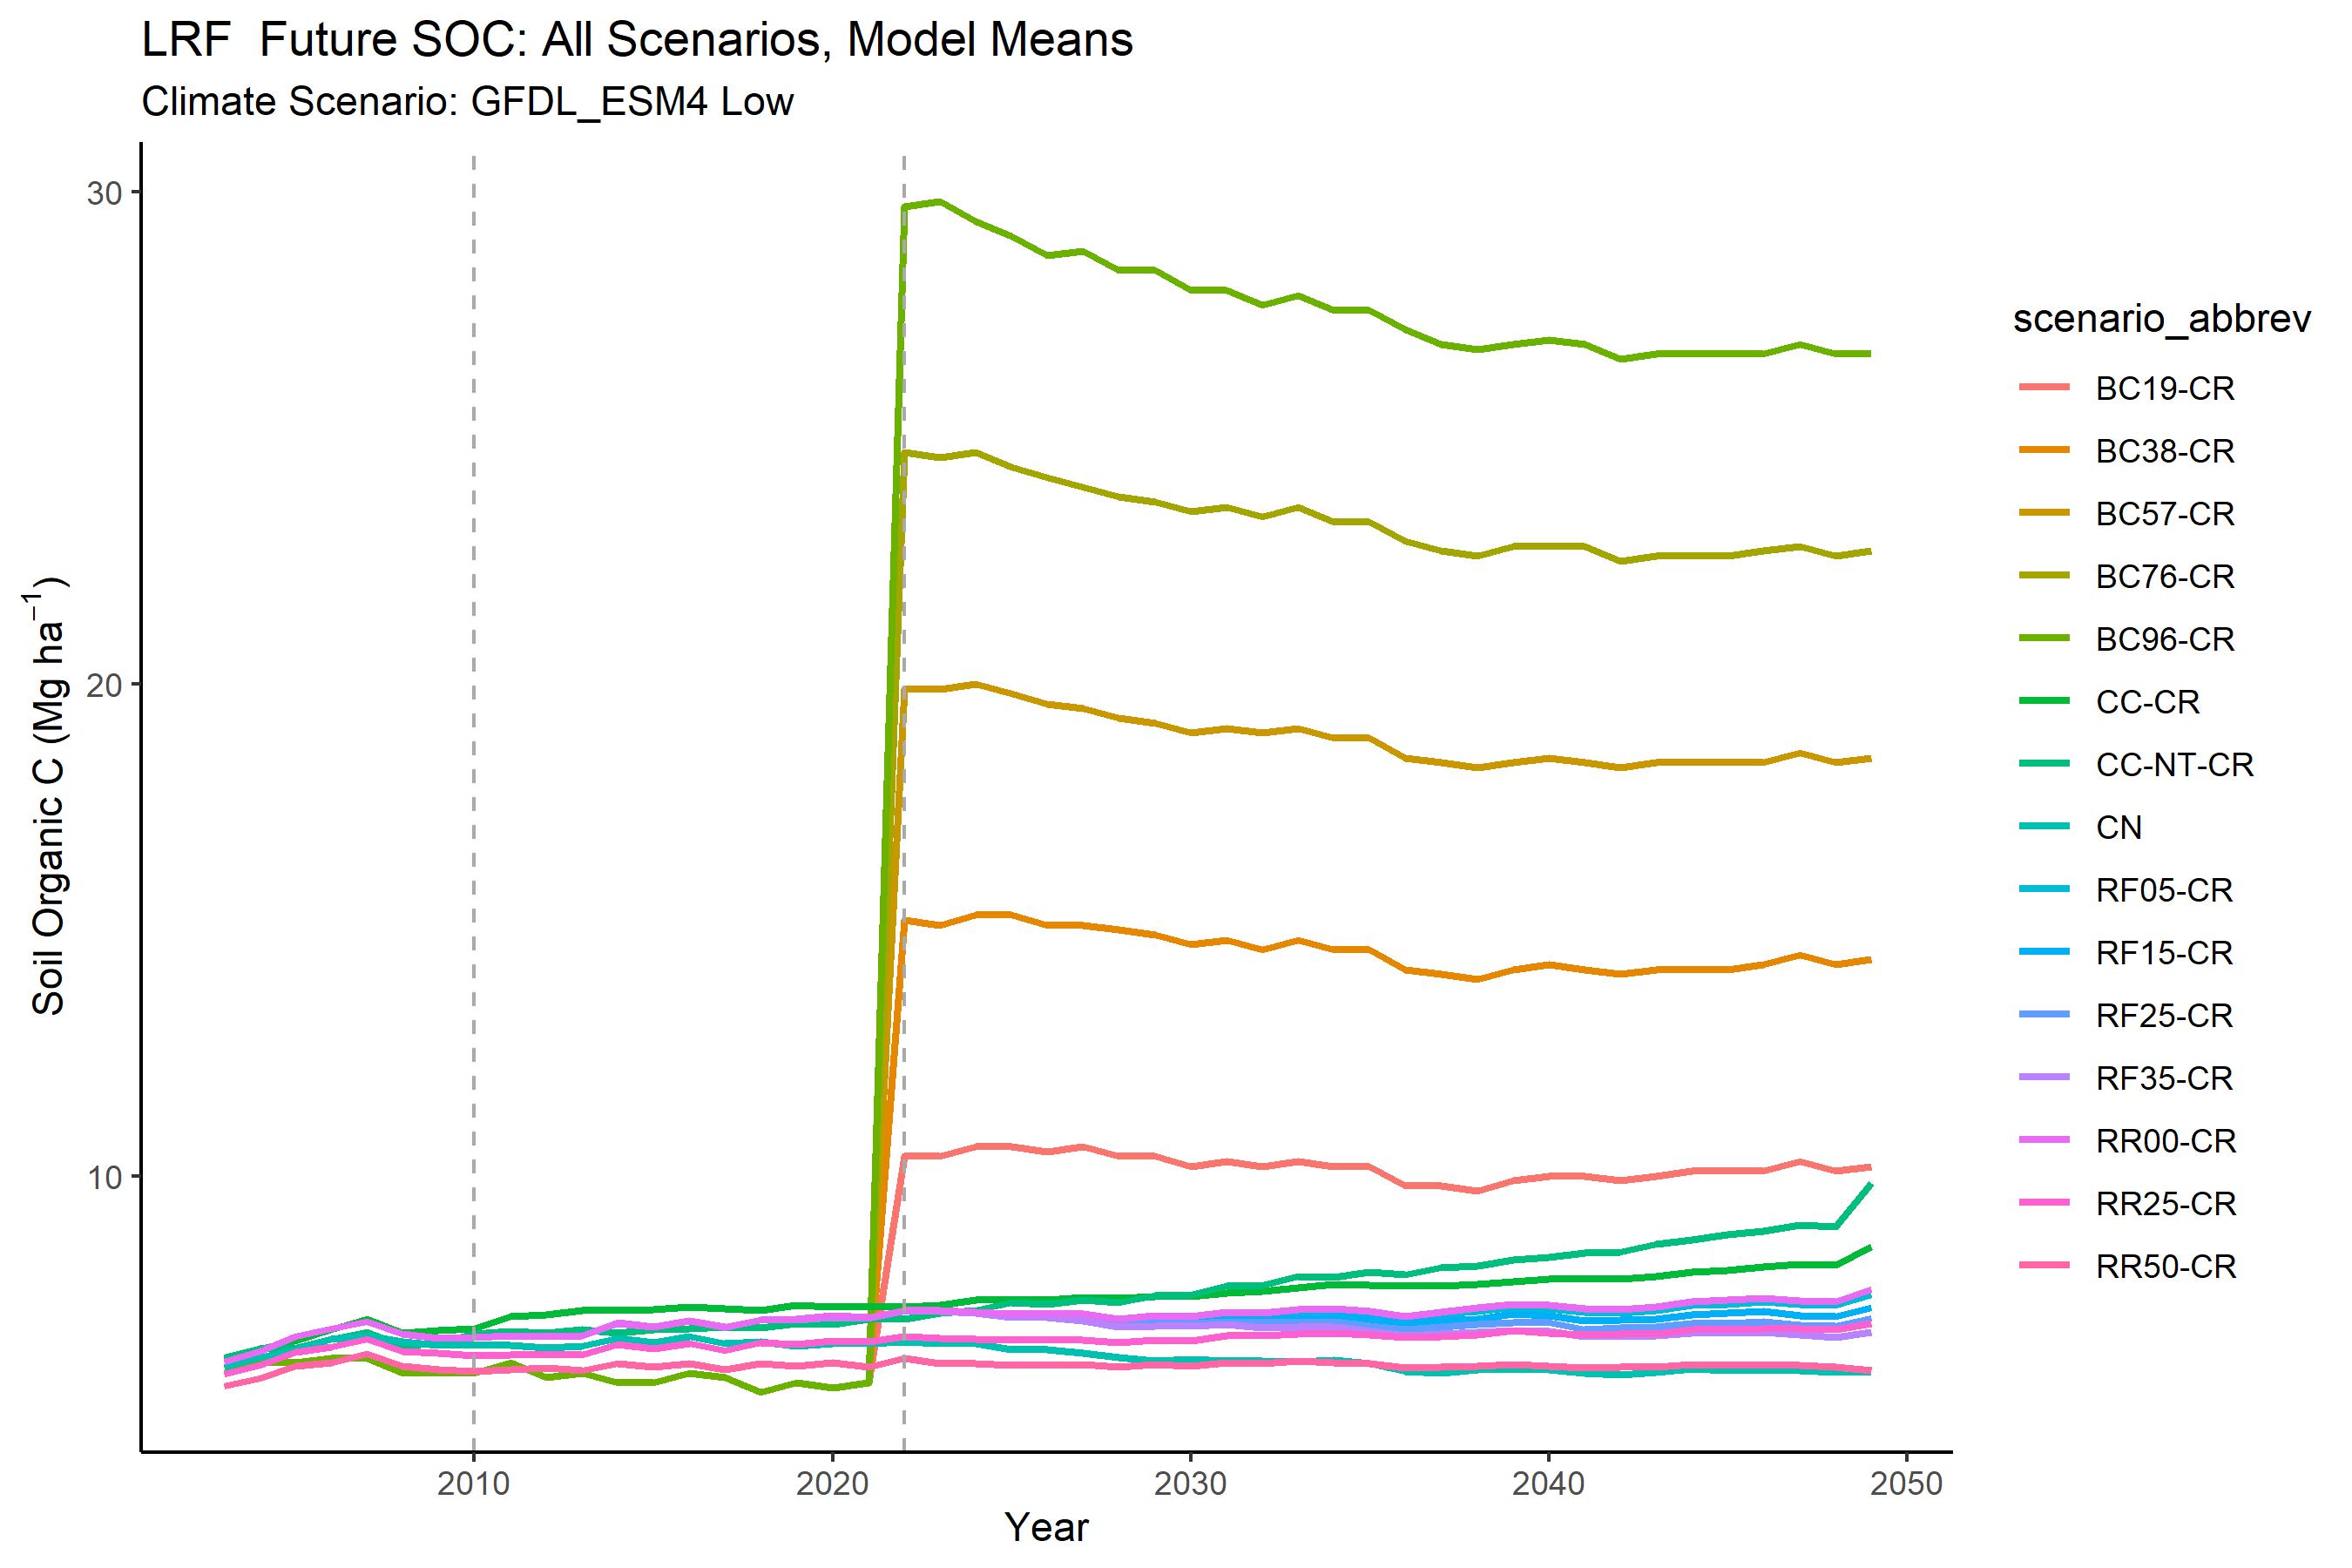 LRF  Future SOC: All Scenarios, Model Means
Climate Scenario: GFDL_ESM4 Low
30
20
10
Soil Organic C (Mg ha⁻¹)
2010
2020
2030
2040
2050
Year
scenario_abbrev
BC19-CR
BC38-CR
BC57-CR
BC76-CR
BC96-CR
CC-CR
CC-NT-CR
CN
RF05-CR
RF15-CR
RF25-CR
RF35-CR
RR00-CR
RR25-CR
RR50-CR